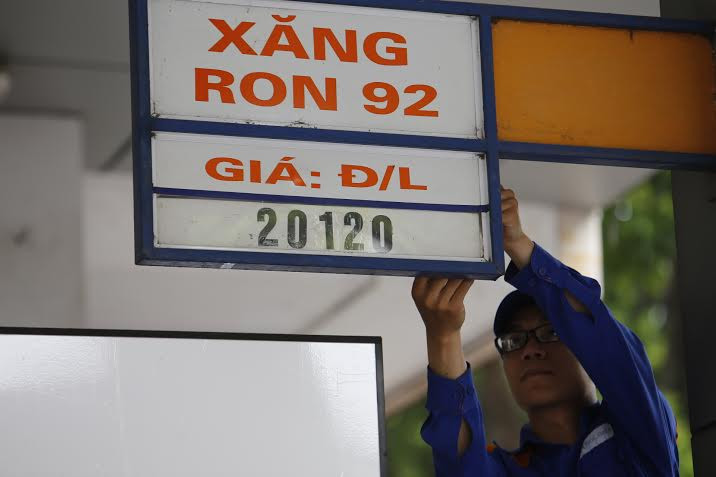 XĂNG
RON 92
GIÁ: Đ/L
20120